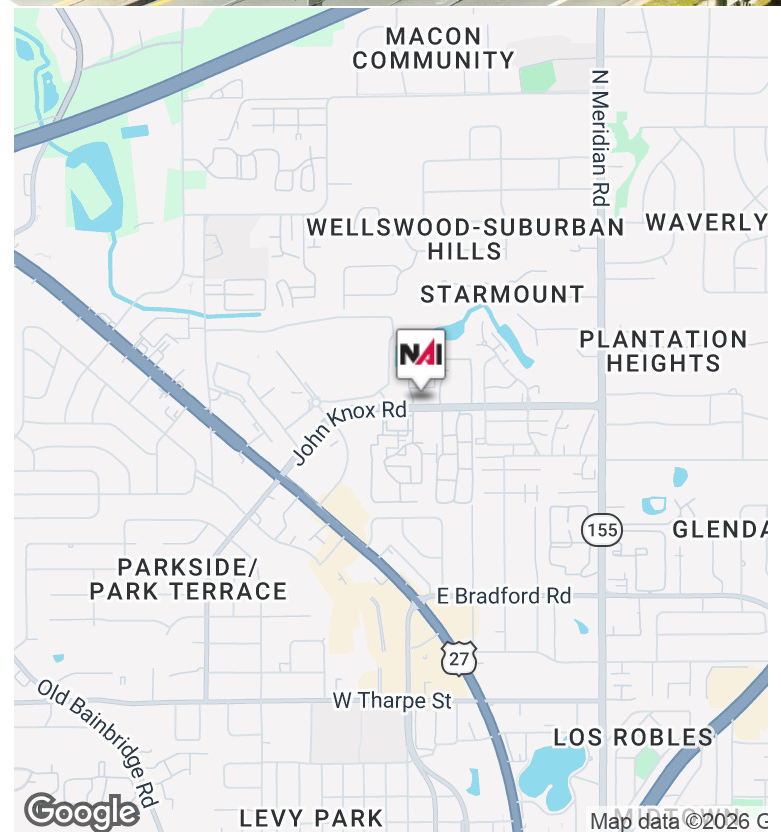 MACON
COMMUNITY
N Meridian Rd
WELLSWOOD-SUBURBAN
HILLS
WAVERLY
STARMOUNT
PLANTATION
HEIGHTS
NAI
John Knox Rd
155
GLENDA
PARKSIDE/
PARK TERRACE
E Bradford Rd
27
Old Bainbridge Rd
W Tharpe St
LOS ROBLES
Google
LEVY PARK
MIDTOWN
Map data ©2026 G